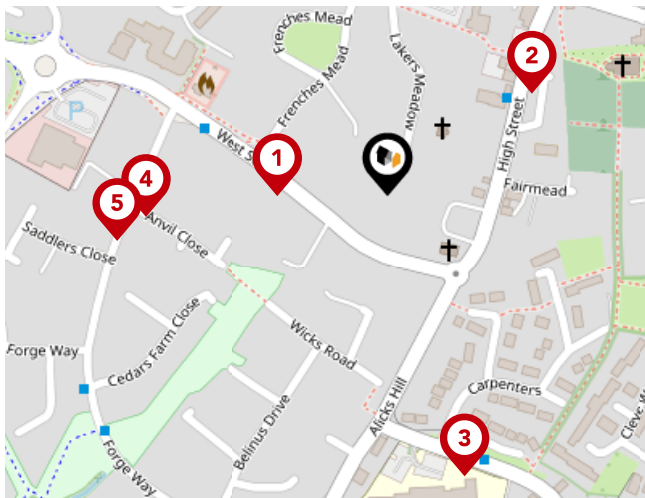 Frenches Mead
Lakers Meadow
2
Frenches Mead
P
High Street
West S
1
4
Fairmead
5
Anvil Close
Saddlers Close
Wicks Road
Forge Way
Cedars Farm Close
Carpenters
Alicks Hill
Belinus Drive
3
Cleve W
Forge Way